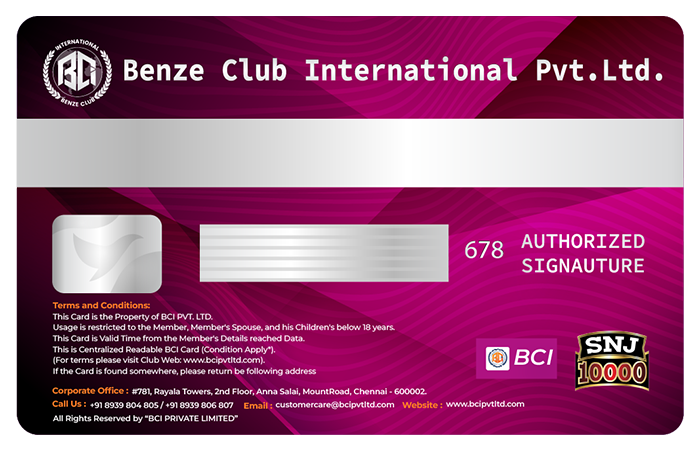 INTERNATIONAL
BCI
BENZE CLUB
Benze Club International Pvt.Ltd.
678
AUTHORIZED
SIGNAUTURE
Terms and Conditions:
This Card is the Property of BCI PVT. LTD.
Usage is restricted to the Member, Member's Spouse, and his Children's below 18 years.
This Card is Valid Time from the Member's Details reached Data.
This is Centralized Readable BCI Card (Condition Apply*).
(For terms please visit Club Web: www.bcipvtltd.com).
If the Card is found somewhere, please return be following address
BCI
SNJ
10000
Corporate Office : #781, Rayala Towers, 2nd Floor, Anna Salai, MountRoad, Chennai - 600002.
Call Us : +91 8939 804 805 / +91 8939 806 807 Email : customercare@bcipvtltd.com Website : www.bcipvtltd.com
All Rights Reserved by “BCI PRIVATE LIMITED”